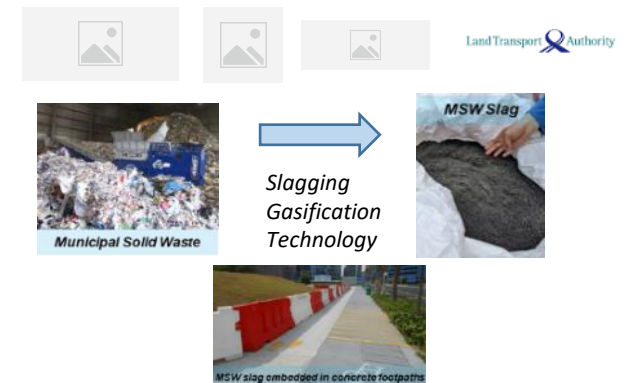 Land Transport Authority
MSW Slag
Slagging
Gasification
Technology
Municipal Solid Waste
MSW slag embedded in concrete footpaths